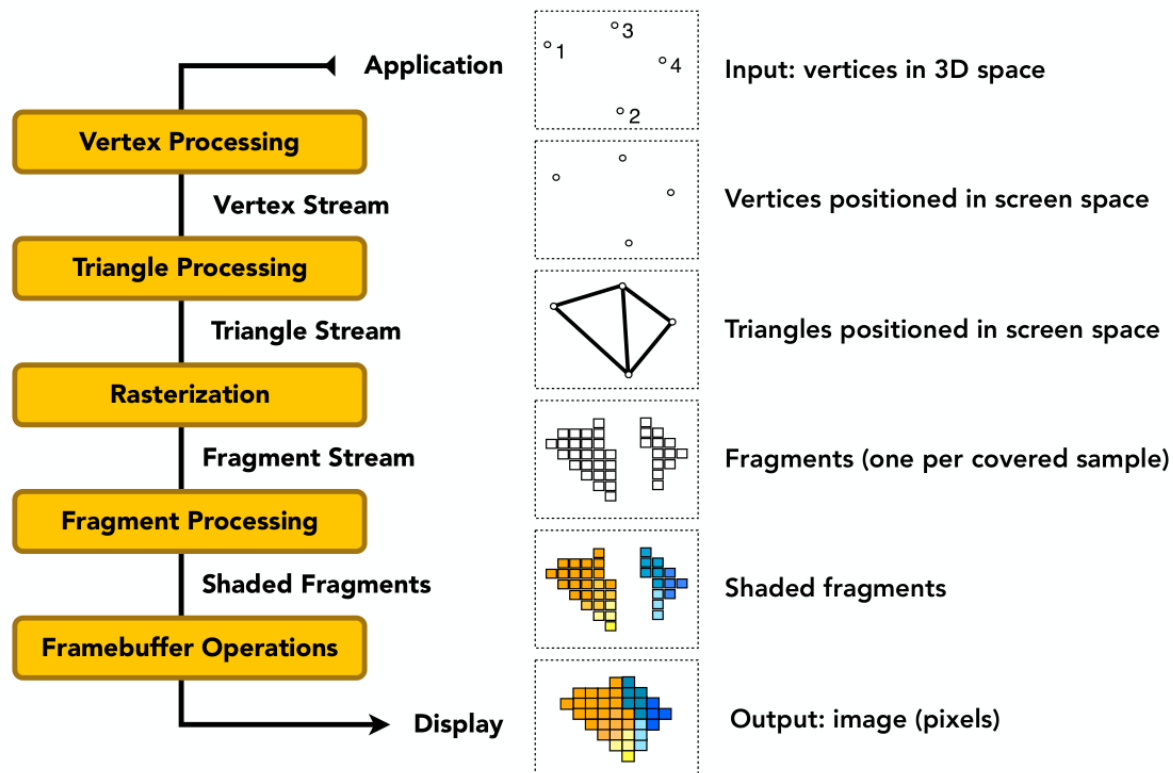 Application
1
3
4
2
Input: vertices in 3D space
Vertex Processing
Vertex Stream
Vertices positioned in screen space
Triangle Processing
Triangle Stream
Triangles positioned in screen space
Rasterization
Fragment Stream
Fragments (one per covered sample)
Fragment Processing
Shaded Fragments
Shaded fragments
Framebuffer Operations
Display
Output: image (pixels)